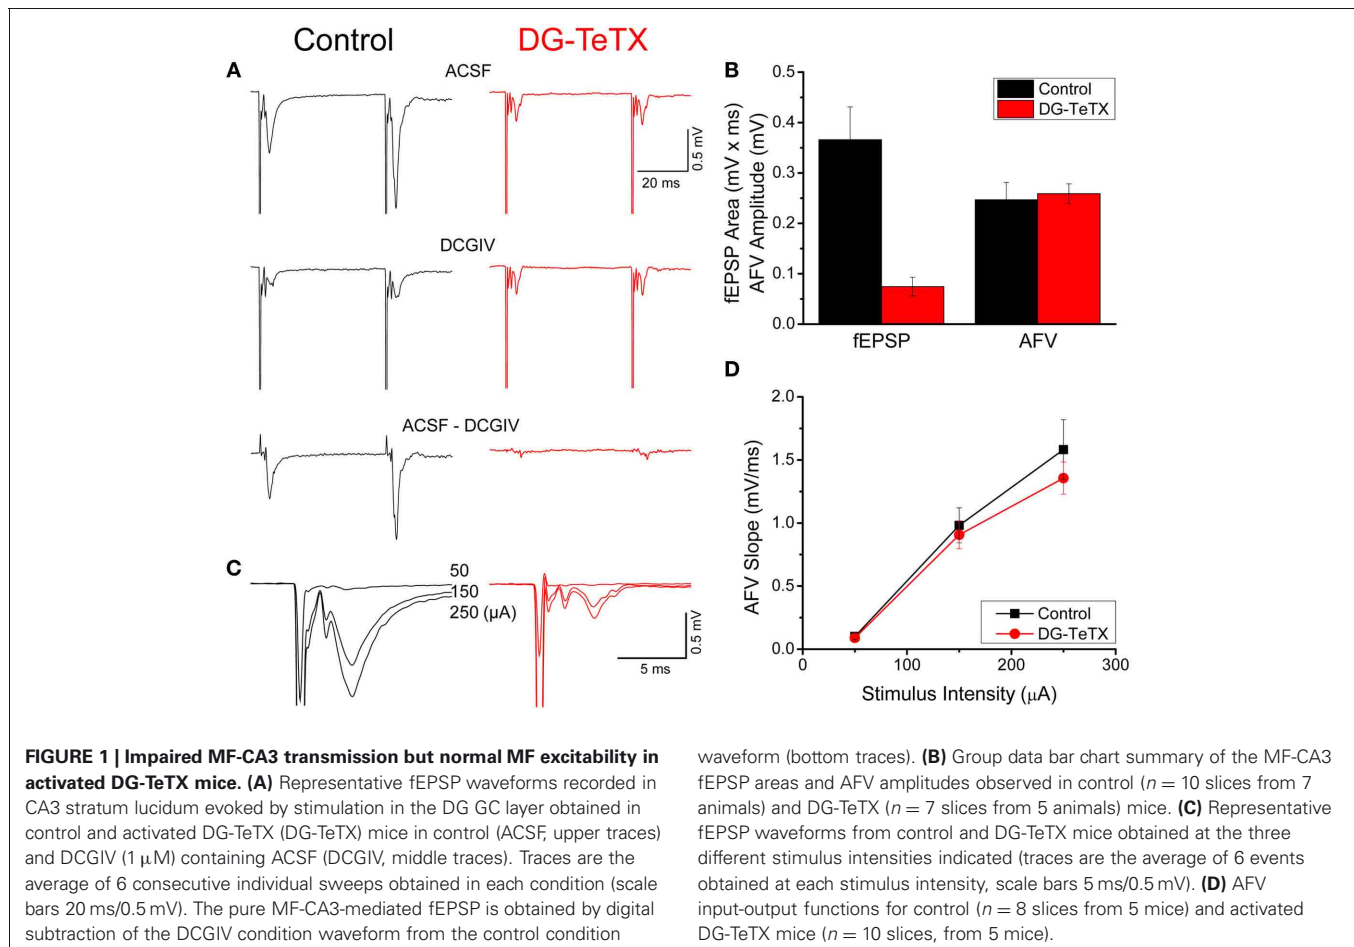 Control
DG-TeTX
A
ACSF
0.5 mV
20 ms
DCGIV
ACSF - DCGIV
C
50
150
250 (μA)
0.5 mV
5 ms
B
0.5
0.4
0.3
0.2
0.1
0.0
fEPSP Area (mV x ms)
AFV Amplitude (mV)
Control
DG-TeTX
fEPSP
AFV
D
2.0
1.5
1.0
0.5
0.0
AFV Slope (mV/ms)
Control
DG-TeTX
0
100
200
300
Stimulus Intensity (μA)
FIGURE 1 | Impaired MF-CA3 transmission but normal MF excitability in
activated DG-TeTX mice. (A) Representative fEPSP waveforms recorded in
CA3 stratum lucidum evoked by stimulation in the DG GC layer obtained in
control and activated DG-TeTX (DG-TeTX) mice in control (ACSF, upper traces)
and DCGIV (1 μM) containing ACSF (DCGIV, middle traces). Traces are the
average of 6 consecutive individual sweeps obtained in each condition (scale
bars 20 ms/0.5 mV). The pure MF-CA3-mediated fEPSP is obtained by digital
subtraction of the DCGIV condition waveform from the control condition
waveform (bottom traces). (B) Group data bar chart summary of the MF-CA3
fEPSP areas and AFV amplitudes observed in control (n = 10 slices from 7
animals) and DG-TeTX (n = 7 slices from 5 animals) mice. (C) Representative
fEPSP waveforms from control and DG-TeTX mice obtained at the three
different stimulus intensities indicated (traces are the average of 6 events
obtained at each stimulus intensity, scale bars 5 ms/0.5 mV). (D) AFV
input-output functions for control (n = 8 slices from 5 mice) and activated
DG-TeTX mice (n = 10 slices, from 5 mice).